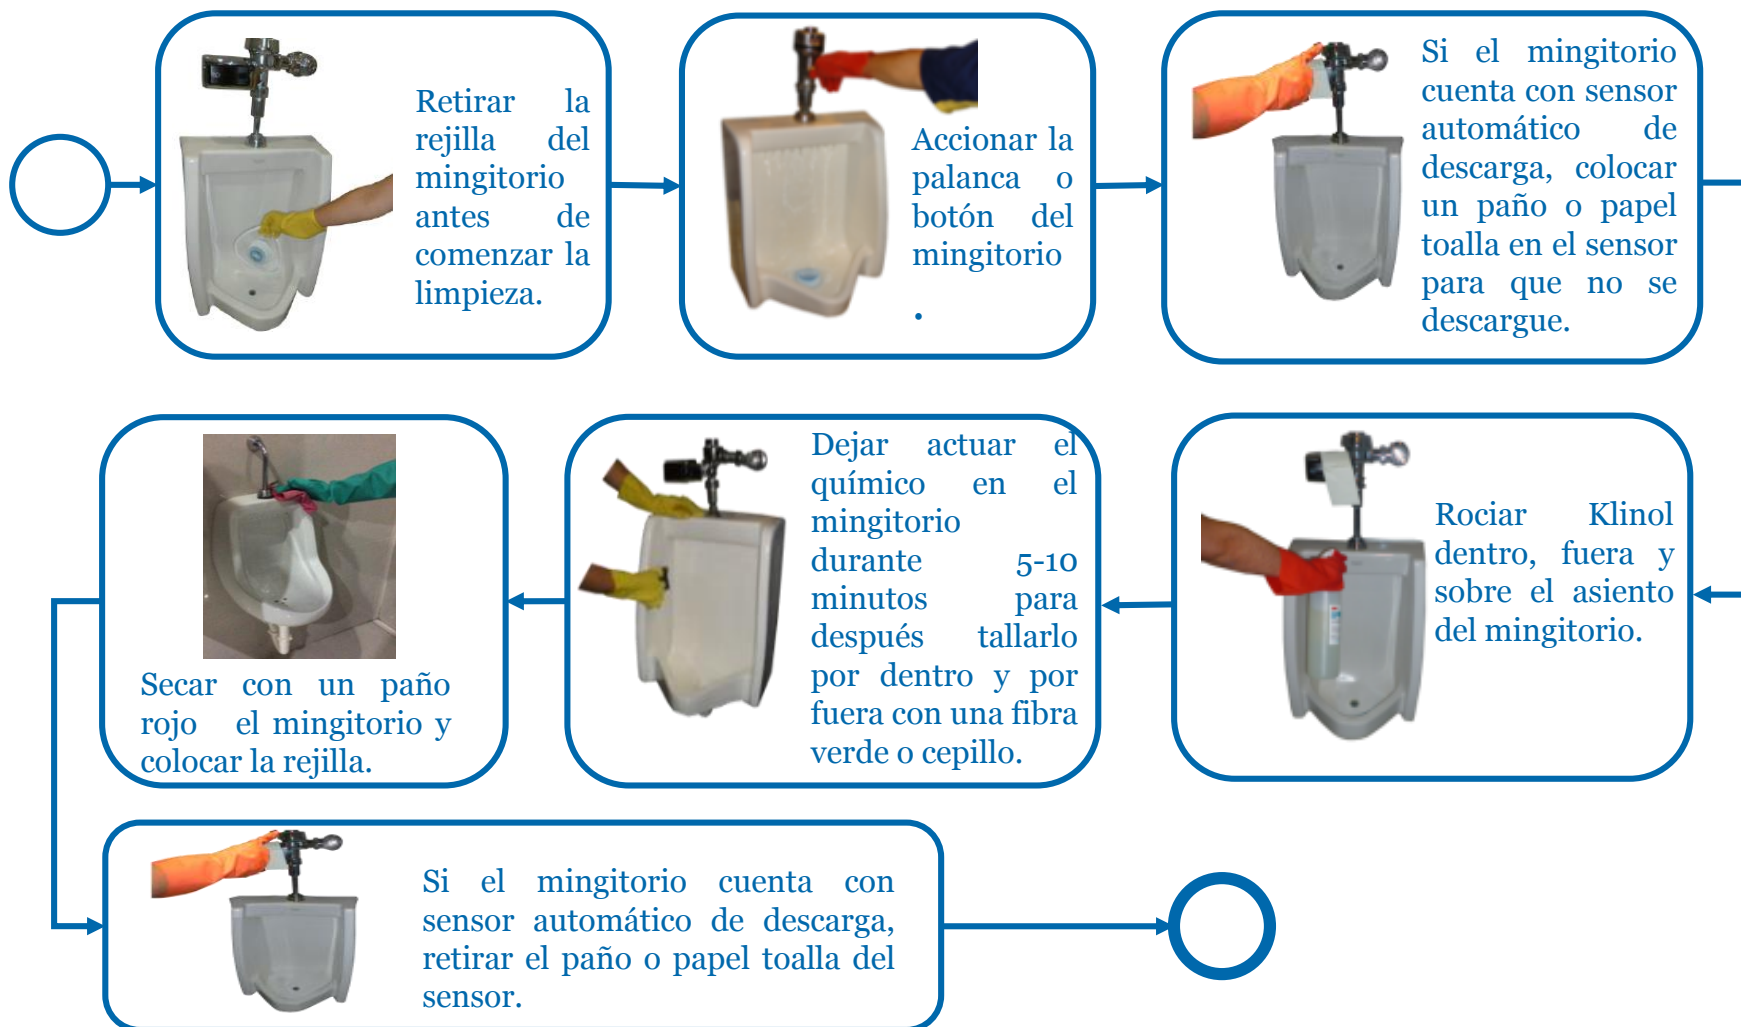 Retirar la
rejilla del
mingitorio
antes de
comenzar la
limpieza.
Accionar la
palanca o
botón del
mingitorio
.
Si el mingitorio
cuenta con sensor
automático de
descarga, colocar
un paño o papel
toalla en el sensor
para que no se
descargue.
Rociar Klinol
dentro, fuera y
sobre el asiento
del mingitorio.
Dejar actuar el
químico en el
mingitorio
durante 5-10
minutos para
después tallarlo
por dentro y por
fuera con una fibra
verde o cepillo.
Secar con un paño
rojo el mingitorio y
colocar la rejilla.
Si el mingitorio cuenta con
sensor automático de descarga,
retirar el paño o papel toalla del
sensor.